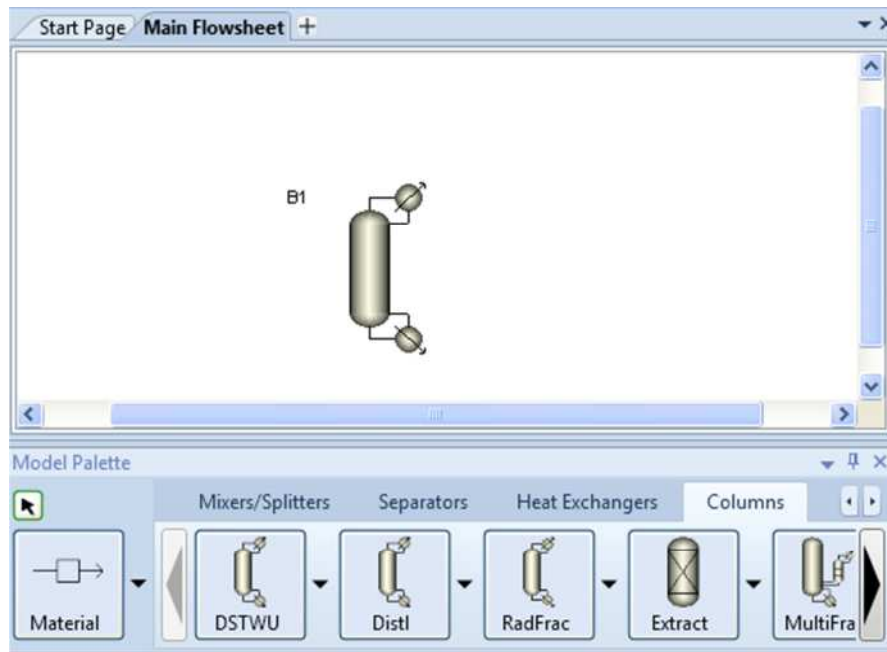 Start Page Main Flowsheet +
B1
Model Palette
Mixers/Splitters Separators Heat Exchangers Columns
Material DSTWU Distl RadFrac Extract MultiFra